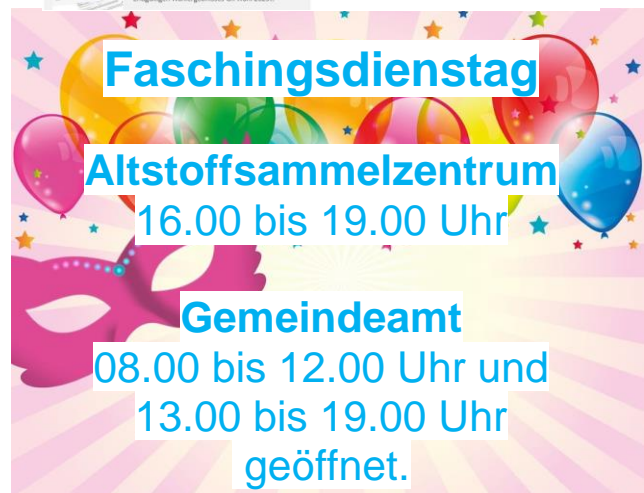 Faschingsdienstag
Altstoffsammelzentrum
16.00 bis 19.00 Uhr
Gemeindeamt
08.00 bis 12.00 Uhr und
13.00 bis 19.00 Uhr
geöffnet.